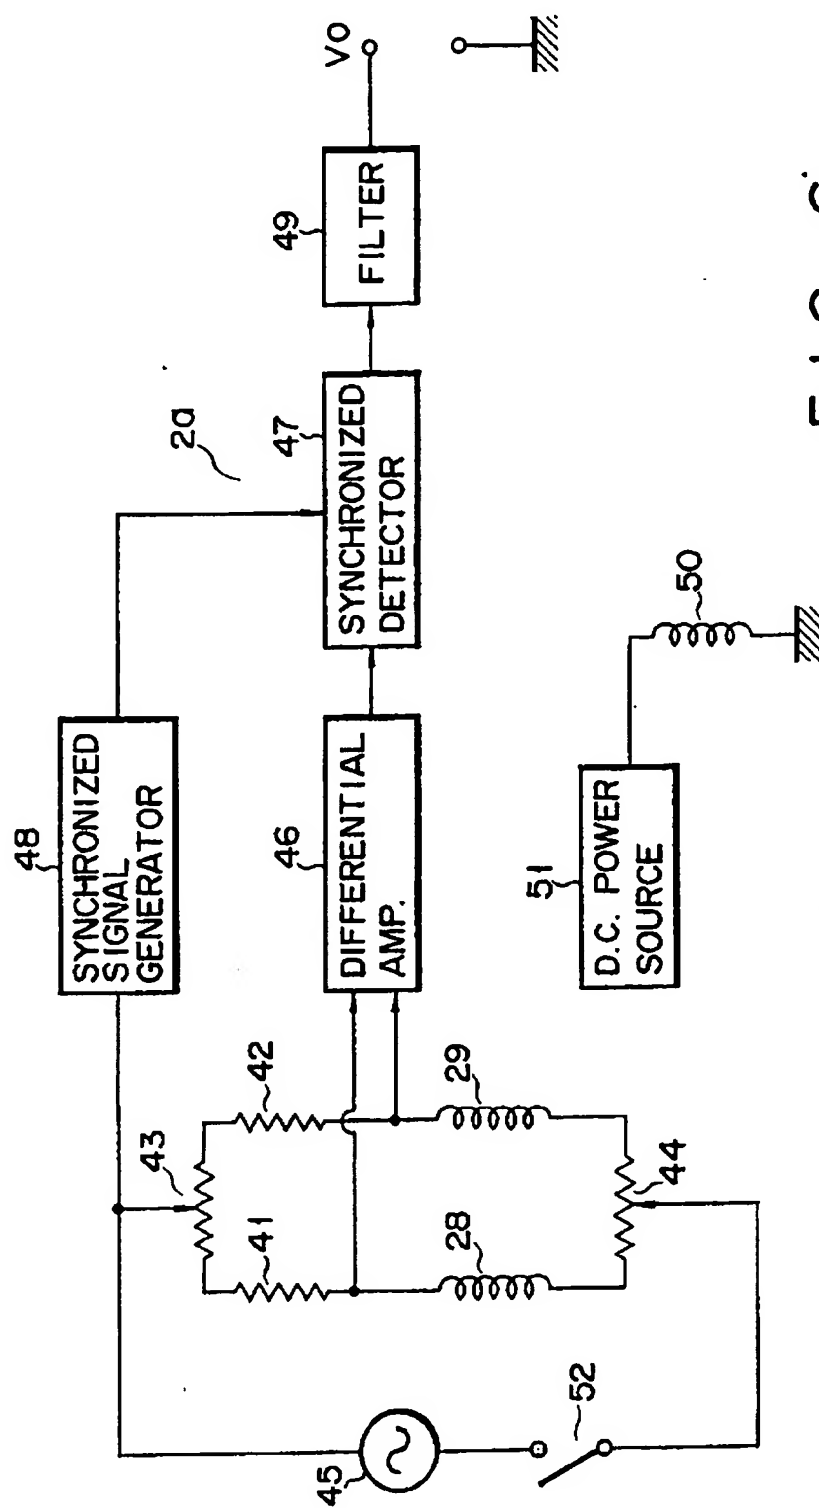 48
SYNCHRONIZED
SIGNAL
GENERATOR
2a
43
41
42
46
DIFFERENTIAL
AMP.
47
SYNCHRONIZED
DETECTOR
49
FILTER
VO
45
28
29
44
52
51
D.C. POWER
SOURCE
50